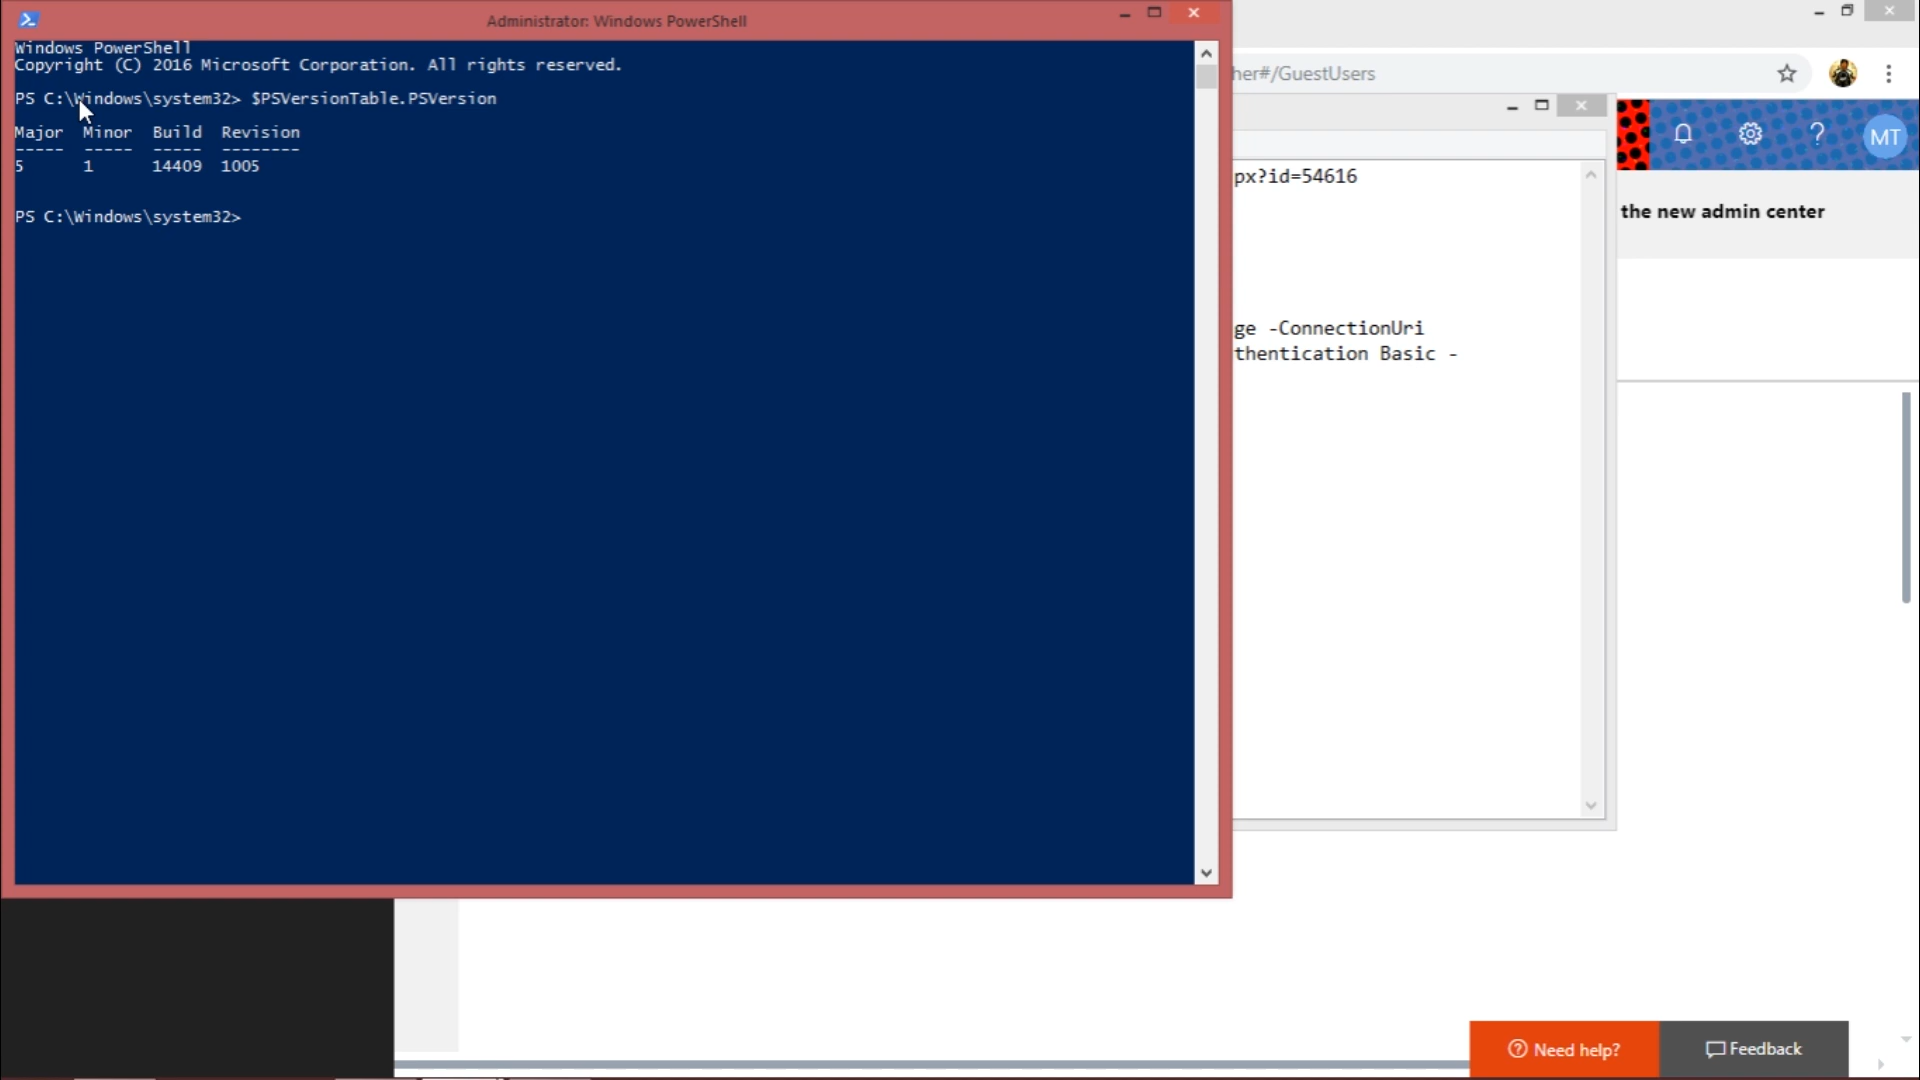 Administrator: Windows PowerShell
Windows PowerShell
Copyright (C) 2016 Microsoft Corporation. All rights reserved.
PS C:\Windows\system32> $PSVersionTable.PSVersion
Major Minor Build Revision
----- ----- ----- --------
5 1 14409 1005
PS C:\Windows\system32>
her#/GuestUsers
MT
px?id=54616
the new admin center
ge -ConnectionUri
thentication Basic -
Need help?
Feedback